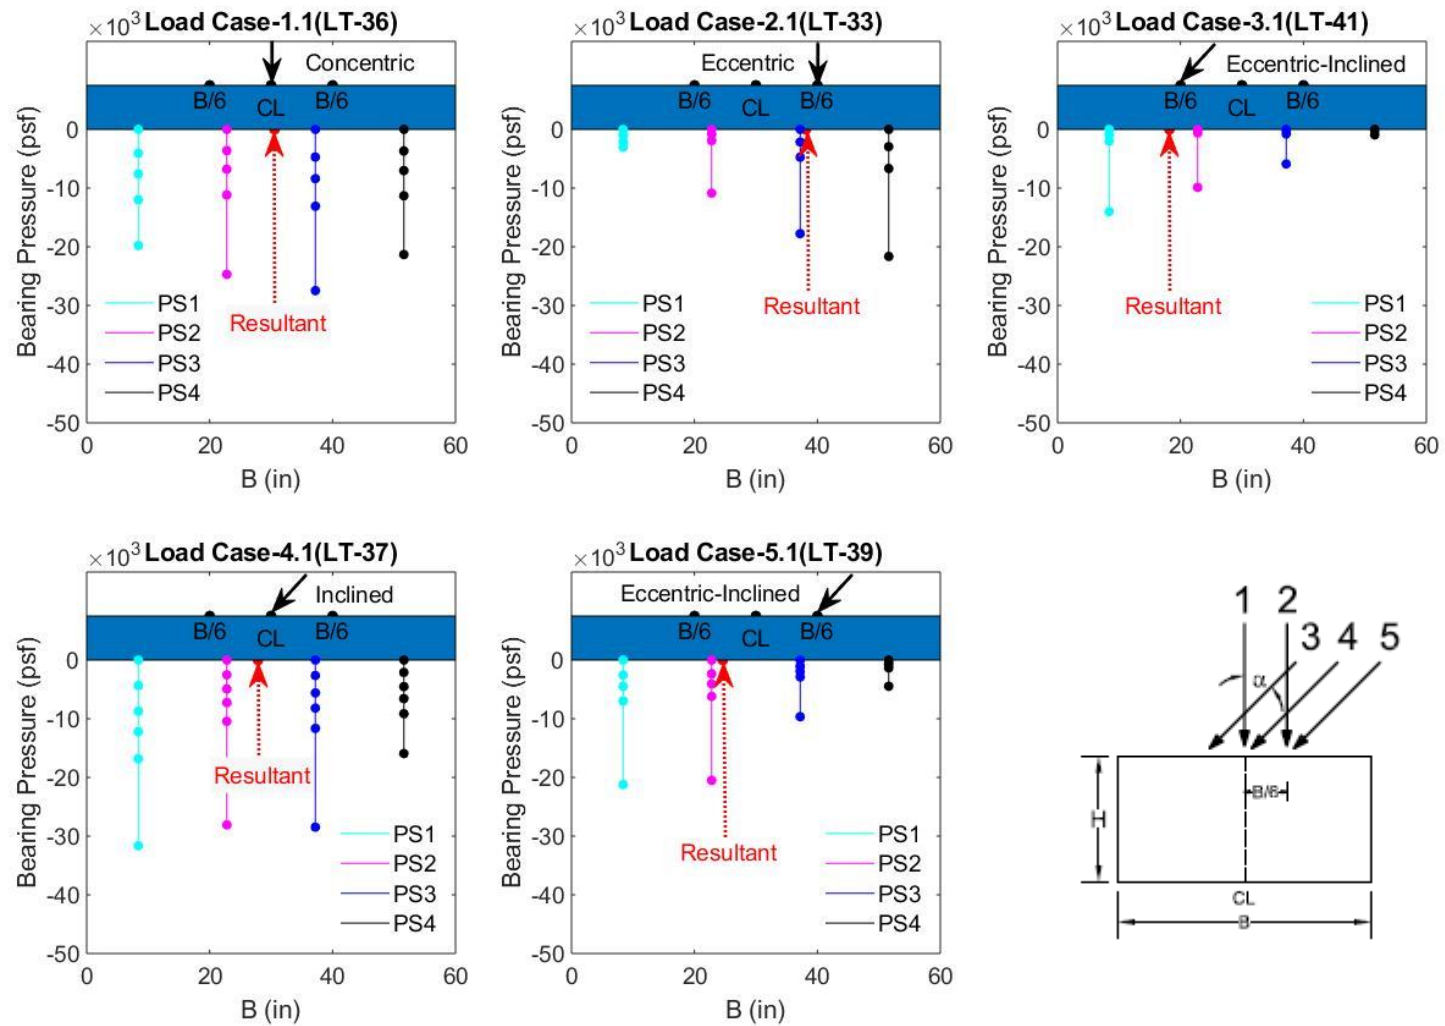 ×10³ Load Case-1.1(LT-36)
Concentric
B/6 CL B/6
0
-10
-20
-30
-40
-50
Bearing Pressure (psf)
Resultant
PS1
PS2
PS3
PS4
0 20 40 60
B (in)
×10³ Load Case-2.1(LT-33)
Eccentric
B/6 CL B/6
0
-10
-20
-30
-40
-50
Bearing Pressure (psf)
Resultant
PS1
PS2
PS3
PS4
0 20 40 60
B (in)
×10³ Load Case-3.1(LT-41)
Eccentric-Inclined
B/6 CL B/6
0
-10
-20
-30
-40
-50
Bearing Pressure (psf)
Resultant
PS1
PS2
PS3
PS4
0 20 40 60
B (in)
×10³ Load Case-4.1(LT-37)
Inclined
B/6 CL B/6
0
-10
-20
-30
-40
-50
Bearing Pressure (psf)
Resultant
PS1
PS2
PS3
PS4
0 20 40 60
B (in)
×10³ Load Case-5.1(LT-39)
Eccentric-Inclined
B/6 CL B/6
0
-10
-20
-30
-40
-50
Bearing Pressure (psf)
Resultant
PS1
PS2
PS3
PS4
0 20 40 60
B (in)
1 2
3 4 5
α
B/6
H
CL
B